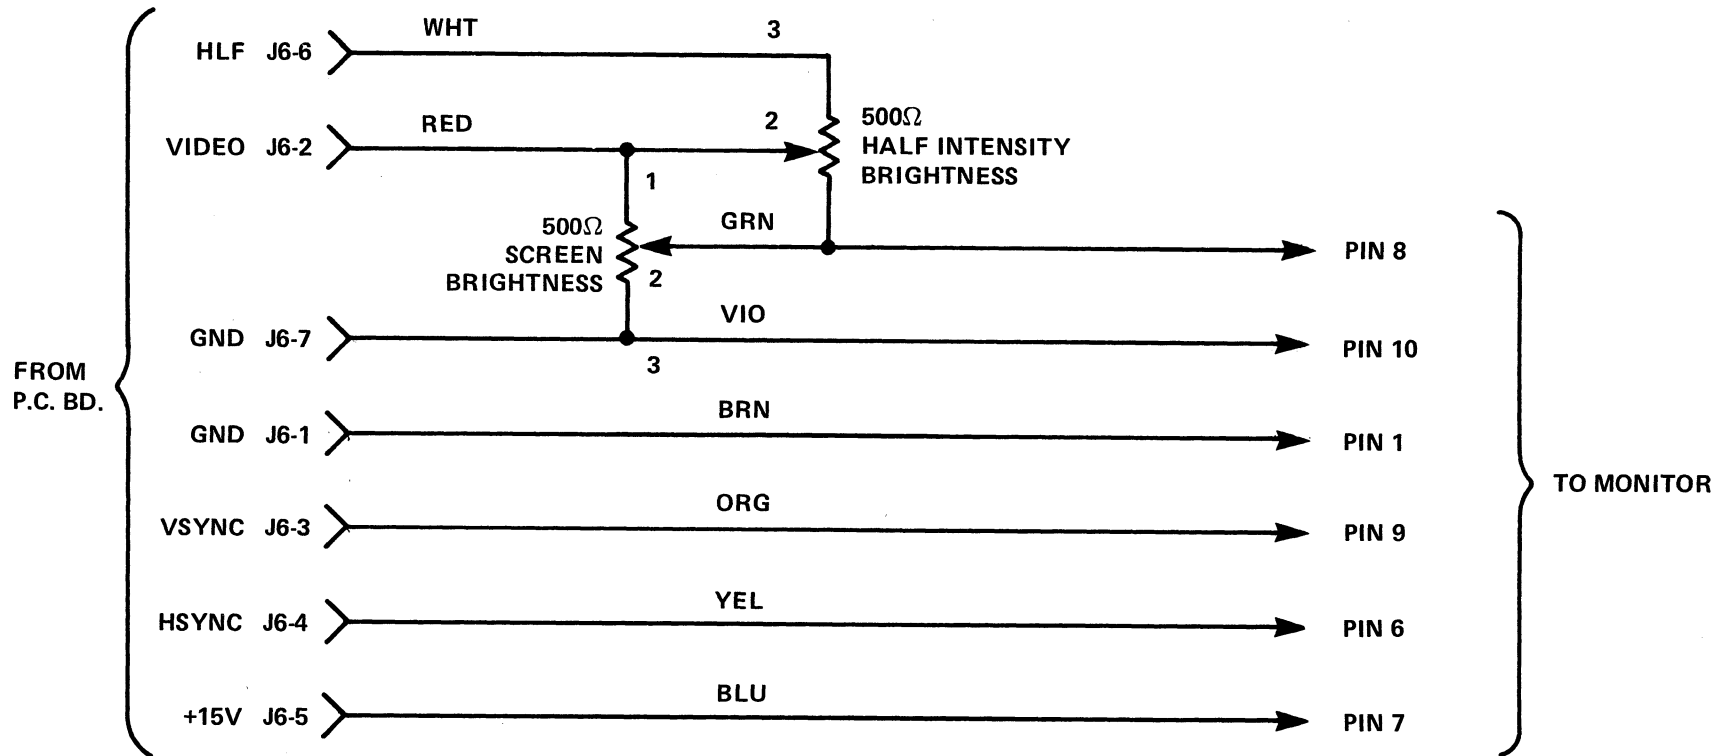 WHT
3
HLF J6-6
RED
2
500Ω
HALF INTENSITY
BRIGHTNESS
VIDEO J6-2
1
500Ω
SCREEN
BRIGHTNESS
GRN
2
PIN 8
VIO
GND J6-7
3
PIN 10
FROM
P.C. BD.
BRN
GND J6-1
PIN 1
TO MONITOR
ORG
VSYNC J6-3
PIN 9
YEL
HSYNC J6-4
PIN 6
BLU
+15V J6-5
PIN 7